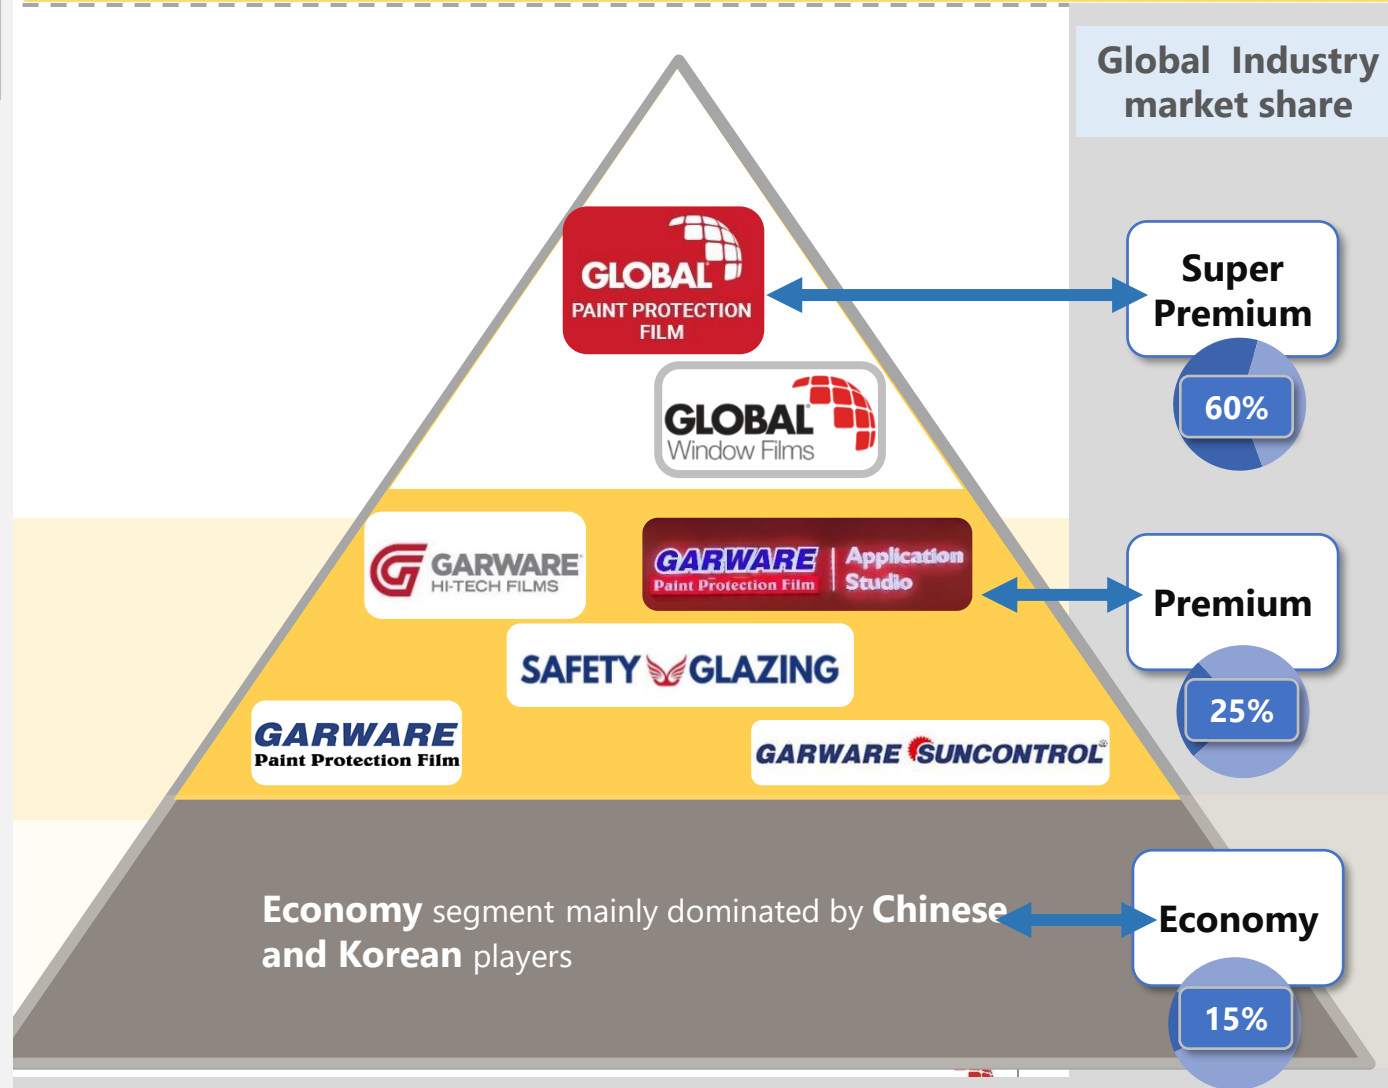 Global Industry
market share
GLOBAL
PAINT PROTECTION
FILM
Super
Premium
60%
GLOBAL
Window Films
GARWARE
HI-TECH FILMS
GARWARE
Paint Protection Film
Application
Studio
Premium
25%
SAFETY GLAZING
GARWARE
Paint Protection Film
GARWARE SUNCONTROL®
Economy segment mainly dominated by Chinese
and Korean players
Economy
15%